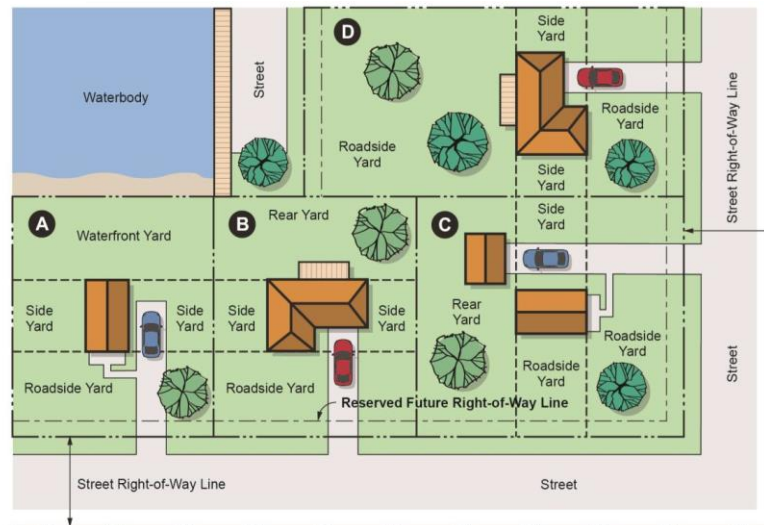 D
Side
Yard
Waterbody
Street
Roadside
Yard
Roadside
Yard
Side
Yard
Street Right-of-Way Line
A
Waterfront Yard
B
Rear Yard
C
Side
Yard
Side
Yard
Side
Yard
Side
Yard
Side
Yard
Rear
Yard
Roadside Yard
Roadside Yard
Roadside
Yard
Roadside
Yard
Reserved Future Right-of-Way Line
Street
Street Right-of-Way Line
Street